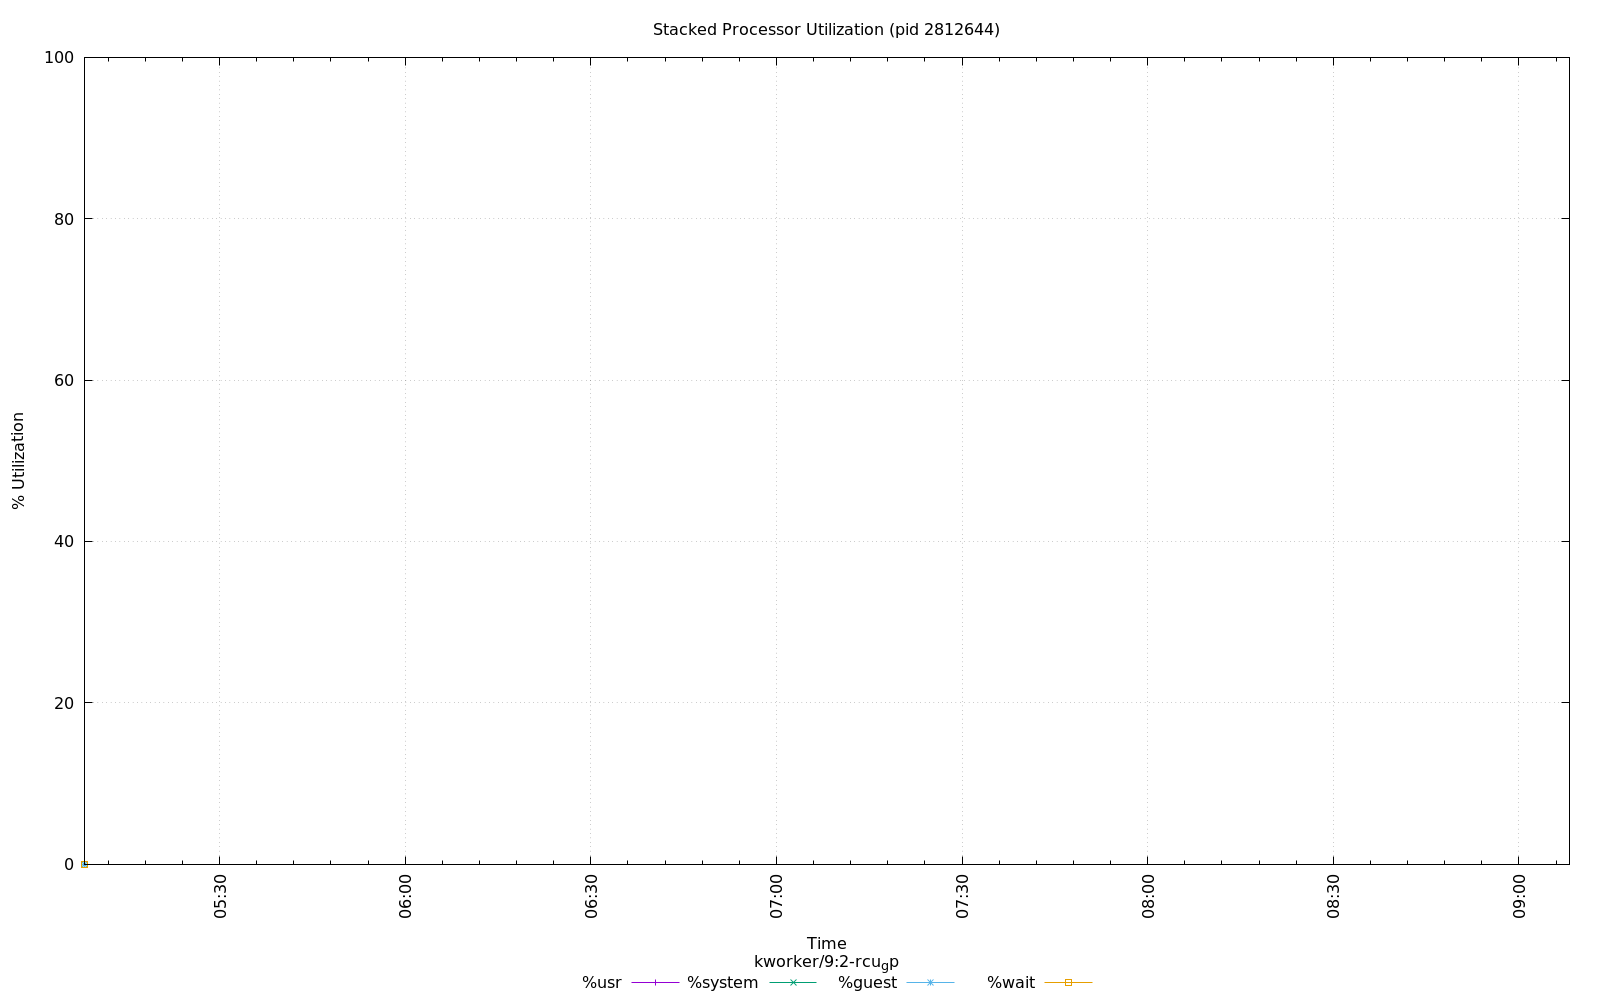 Stacked Processor Utilization (pid 2812644)
100
80
60
40
20
0
% Utilization
05:30
06:00
06:30
07:00
07:30
08:00
08:30
09:00
Time
kworker/9:2-rcugp
%usr %system %guest %wait